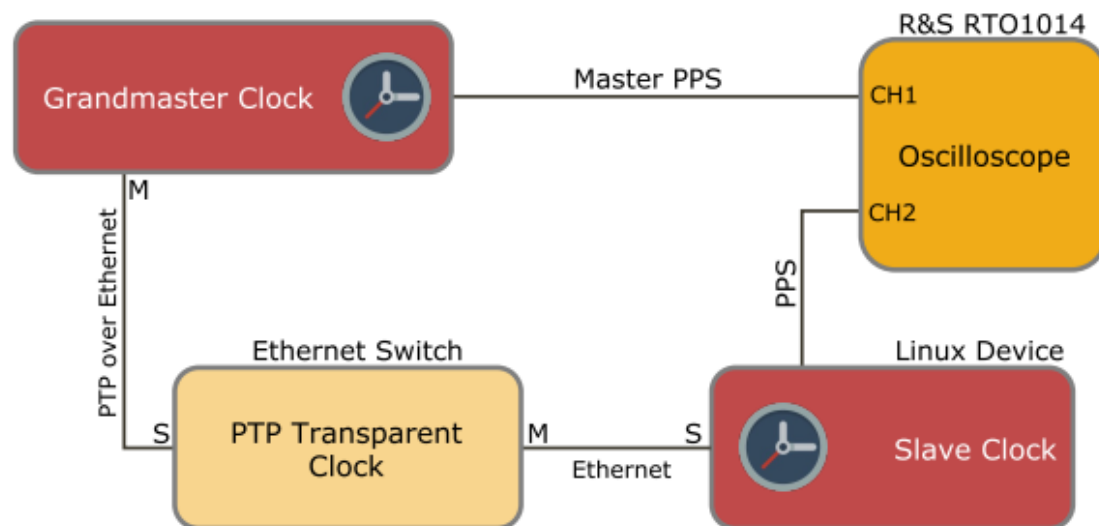 R&S RTO1014
Grandmaster Clock
Master PPS
CH1
Oscilloscope
CH2
M
PTP over Ethernet
PPS
Ethernet Switch
Linux Device
S
PTP Transparent
Clock
M
Ethernet
S
Slave Clock